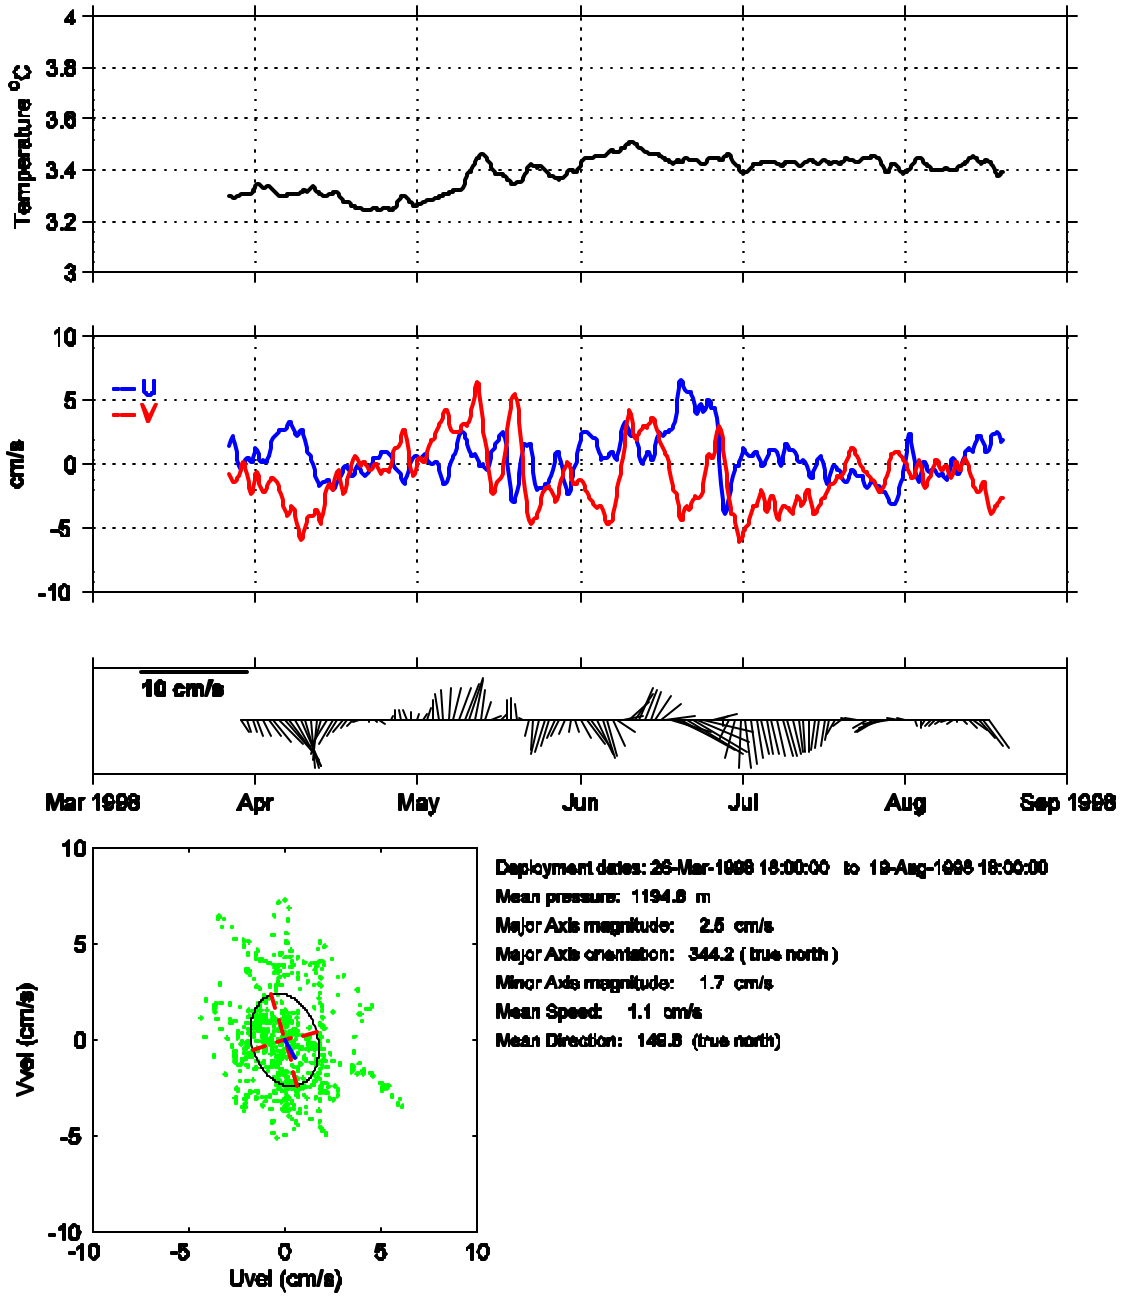 4
3.8
3.6
3.4
3.2
3
Temperature °C
10
5
0
-5
-10
cm/s
U
V
10 cm/s
Mar 1998 Apr May Jun Jul Aug Sep 1998
10
5
0
-5
-10
Vvel (cm/s)
-10 -5 0 5 10
Uvel (cm/s)
Deployment dates: 26-Mar-1998 18:00:00 to 19-Aug-1998 18:00:00
Mean pressure: 1194.8 m
Major Axis magnitude: 2.5 cm/s
Major Axis orientation: 344.2 ( true north )
Minor Axis magnitude: 1.7 cm/s
Mean Speed: 1.1 cm/s
Mean Direction: (true north)